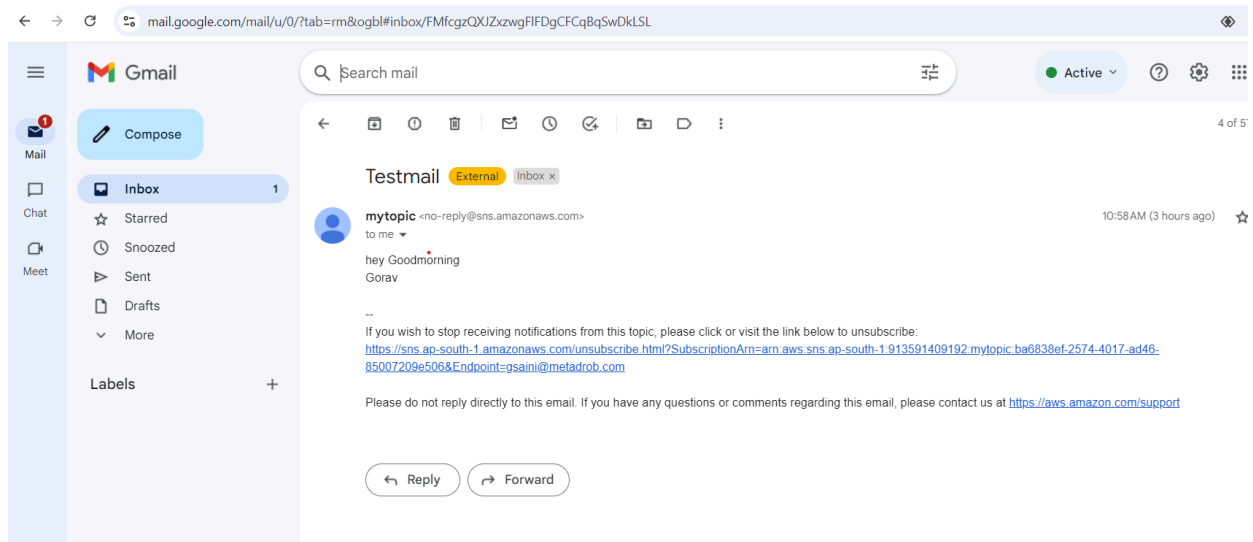 mail.google.com/mail/u/0/?tab=rm&ogbl#inbox/FMfcgzQXJZxzwgFlFDgCFCqBqSwDkLSL
Gmail
Search mail
Active
1
Mail
Compose
4 of 57
Testmail External Inbox ×
Inbox 1
Chat
Starred
mytopic <no-reply@sns.amazonaws.com> 10:58 AM (3 hours ago)
to me
Snoozed
hey Goodmorning
Meet
Sent
Gorav
Drafts
--
More
If you wish to stop receiving notifications from this topic, please click or visit the link below to unsubscribe:
https://sns.ap-south-1.amazonaws.com/unsubscribe.html?SubscriptionArn=arn:aws:sns:ap-south-1:913591409192:mytopic:ba6838ef-2574-4017-ad46-
85007209e506&Endpoint=gsaini@metadrob.com
Labels +
Please do not reply directly to this email. If you have any questions or comments regarding this email, please contact us at https://aws.amazon.com/support
Reply Forward